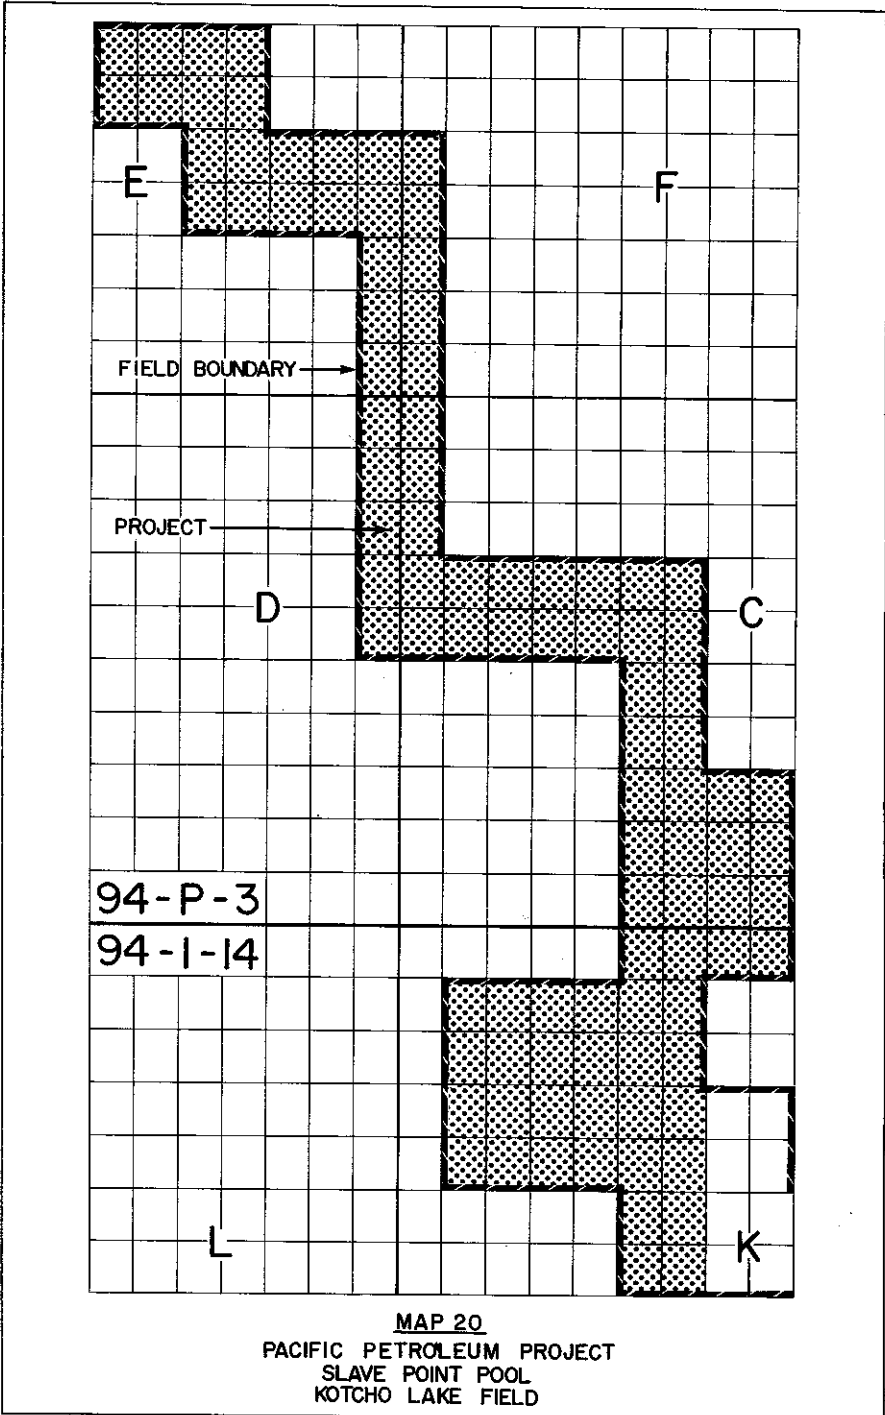 E
F
FIELD BOUNDARY
PROJECT
D
C
94-P-3
94-I-14
L
K
MAP 20
PACIFIC PETROLEUM PROJECT
SLAVE POINT POOL
KOTCHO LAKE FIELD